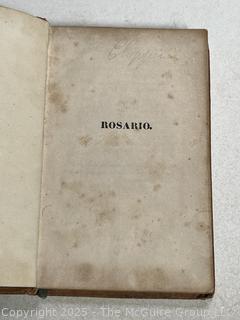 ROSARIO.
Copyright 2025 - The McGuire Group LLC